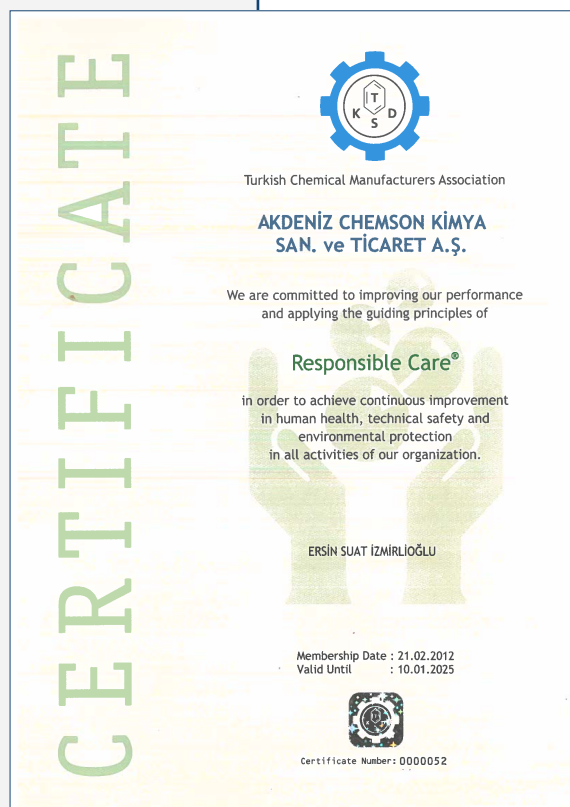 CERTIFICATE
T
K D
S
Turkish Chemical Manufacturers Association
AKDENİZ CHEMSON KİMYA
SAN. ve TİCARET A.Ş.
We are committed to improving our performance
and applying the guiding principles of
Responsible Care®
in order to achieve continuous improvement
in human health, technical safety and
environmental protection
in all activities of our organization.
ERSİN SUAT İZMİRLİOĞLU
Membership Date : 21.02.2012
Valid Until : 10.01.2025
Certificate Number: 0000052